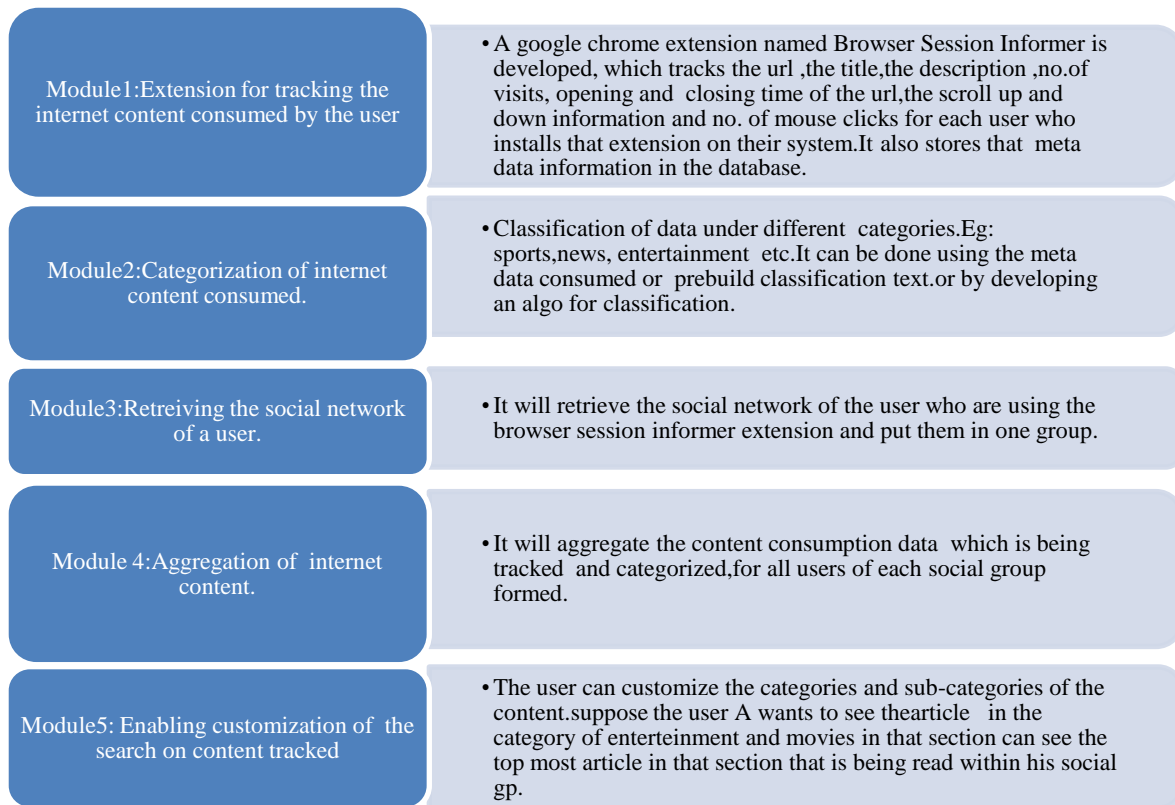 Module1:Extension for tracking the
internet content consumed by the user
•A google chrome extension named Browser Session Informer is
developed, which tracks the url ,the title,the description ,no.of
visits, opening and closing time of the url,the scroll up and
down information and no. of mouse clicks for each user who
installs that extension on their system.It also stores that meta
data information in the database.
Module2:Categorization of internet
content consumed.
•Classification of data under different categories.Eg:
sports,news, entertainment etc.It can be done using the meta
data consumed or prebuild classification text.or by developing
an algo for classification.
Module3:Retreiving the social network
of a user.
•It will retrieve the social network of the user who are using the
browser session informer extension and put them in one group.
Module 4:Aggregation of internet
content.
•It will aggregate the content consumption data which is being
tracked and categorized,for all users of each social group
formed.
Module5: Enabling customization of the
search on content tracked
•The user can customize the categories and sub-categories of the
content.suppose the user A wants to see thearticle in the
category of enterteinment and movies in that section can see the
top most article in that section that is being read within his social
gp.